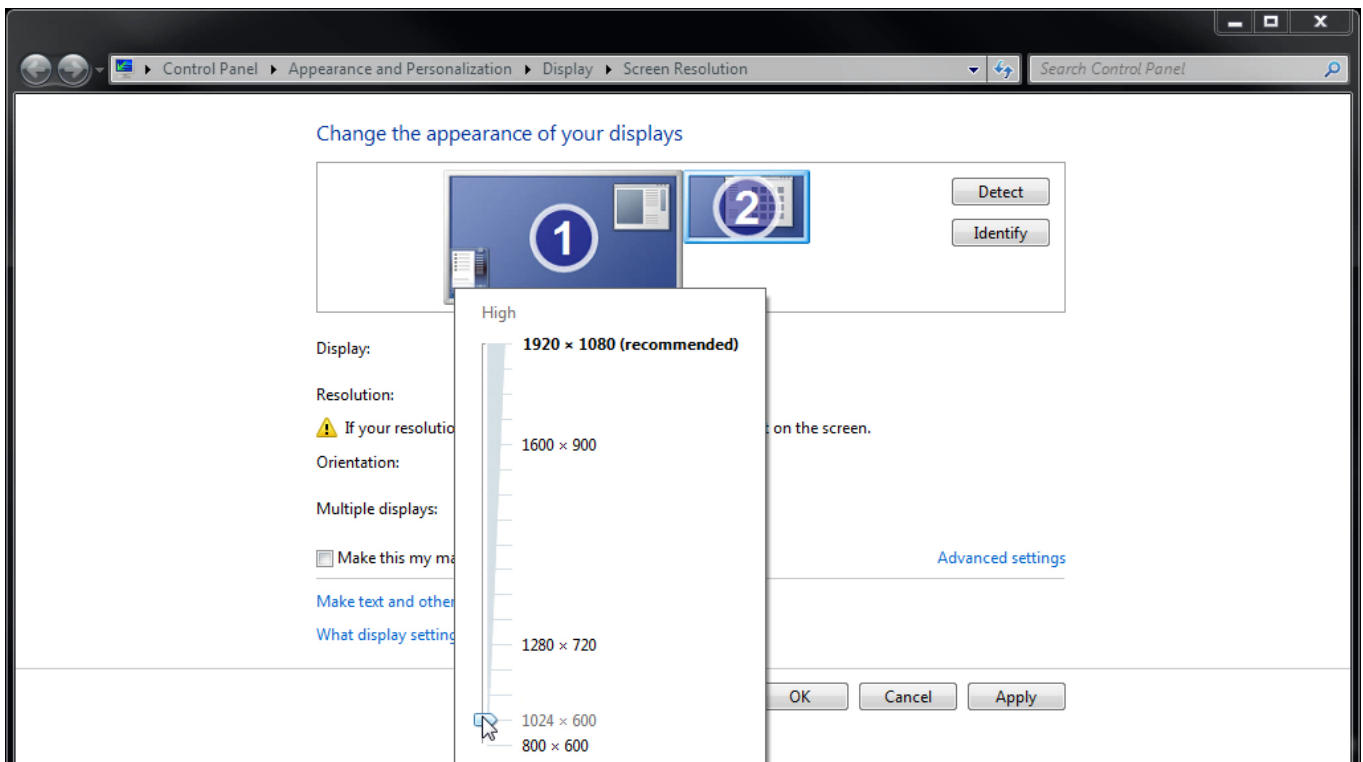 Control Panel Appearance and Personalization Display Screen Resolution
Search Control Panel
Change the appearance of your displays
1
2
Detect
Identify
High
1920 × 1080 (recommended)
Display:
Resolution:
If your resolutio
t on the screen.
1600 × 900
Orientation:
Multiple displays:
Make this my ma
Advanced settings
Make text and other
What display setting
1280 × 720
OK Cancel Apply
1024 × 600
800 × 600